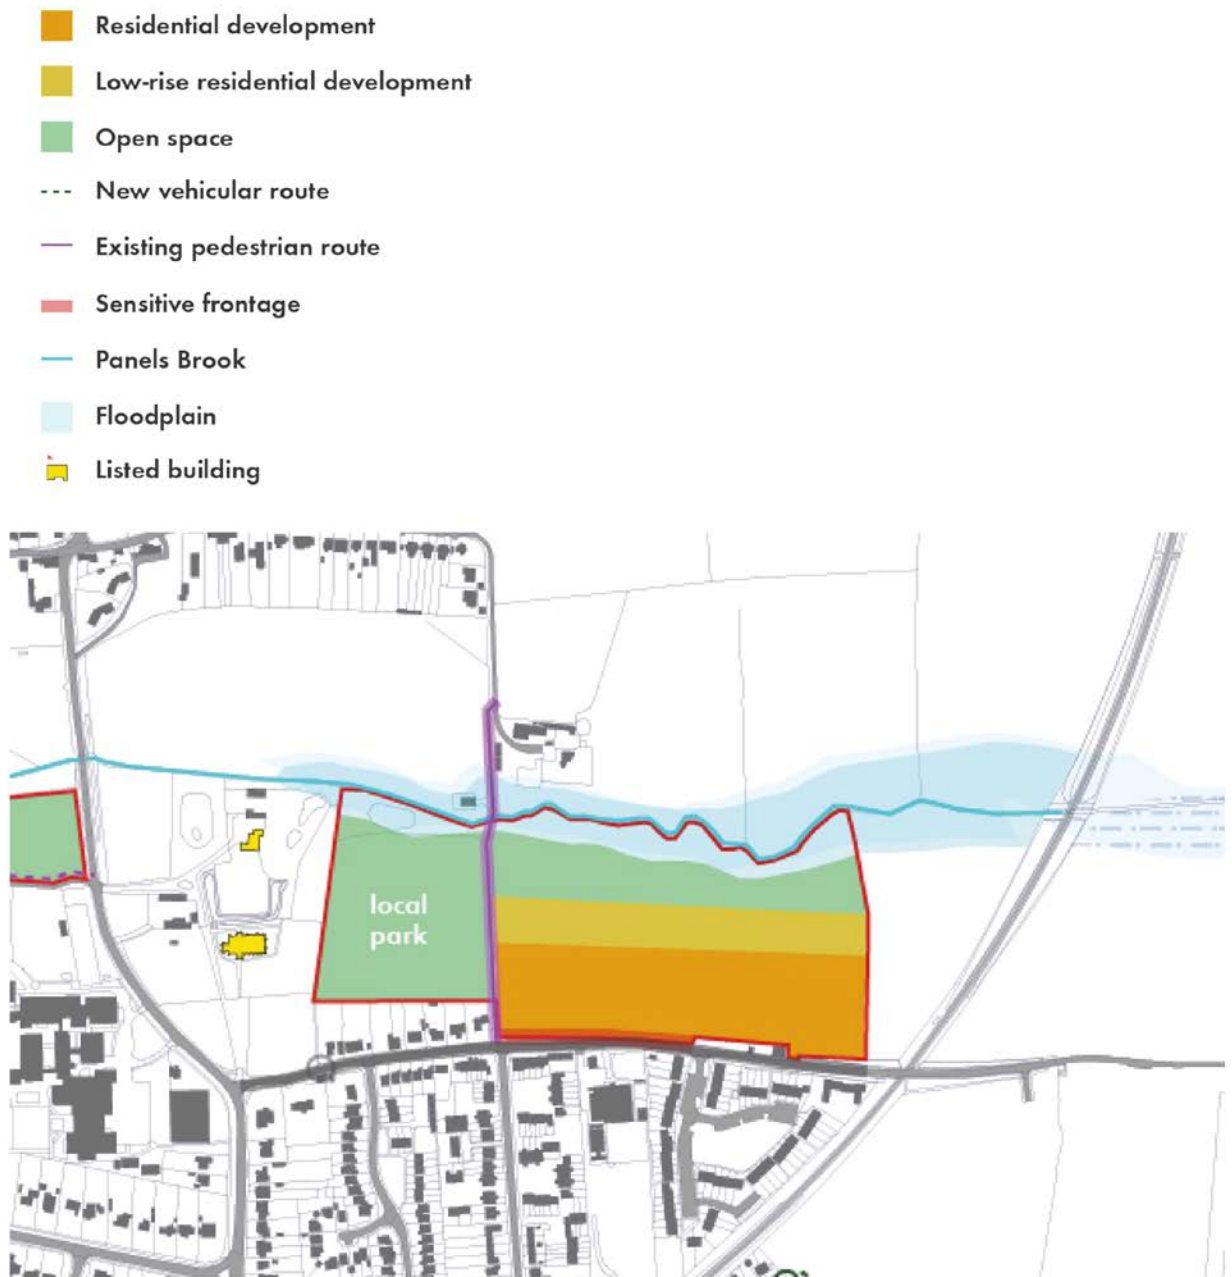 Residential development
Low-rise residential development
Open space
New vehicular route
Existing pedestrian route
Sensitive frontage
Panels Brook
Floodplain
Listed building
local
park